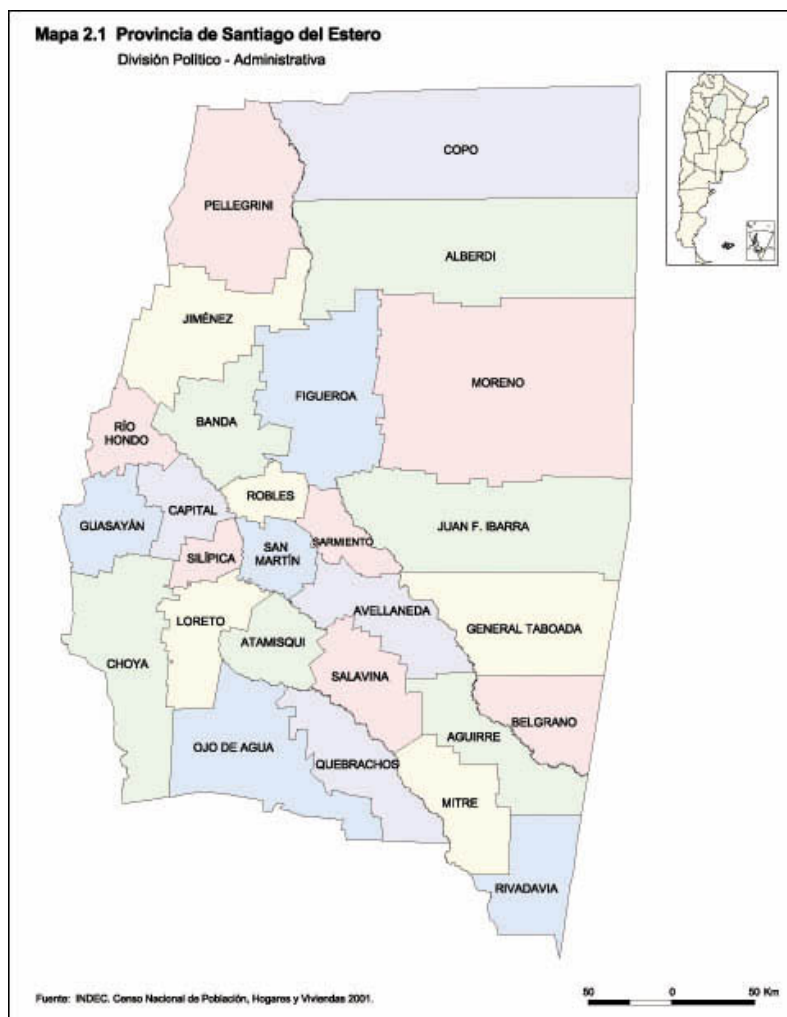 Mapa 2.1 Provincia de Santiago del Estero
División Político - Administrativa
COPO
PELLEGRINI
ALBERDI
JIMÉNEZ
MORENO
FIGUEROA
BANDA
RÍO
HONDO
ROBLES
CAPITAL
GUASAYÁN
JUAN F. IBARRA
SARMIENTO
SAN
MARTÍN
SILÍPICA
AVELLANEDA
LORETO
GENERAL TABOADA
ATAMISQUI
CHOYA
SALAVINA
BELGRANO
AGUIRRE
OJO DE AGUA
QUEBRACHOS
MITRE
RIVADAVIA
Fuente: INDEC. Censo Nacional de Población, Hogares y Viviendas 2001.
50 0 50 Km